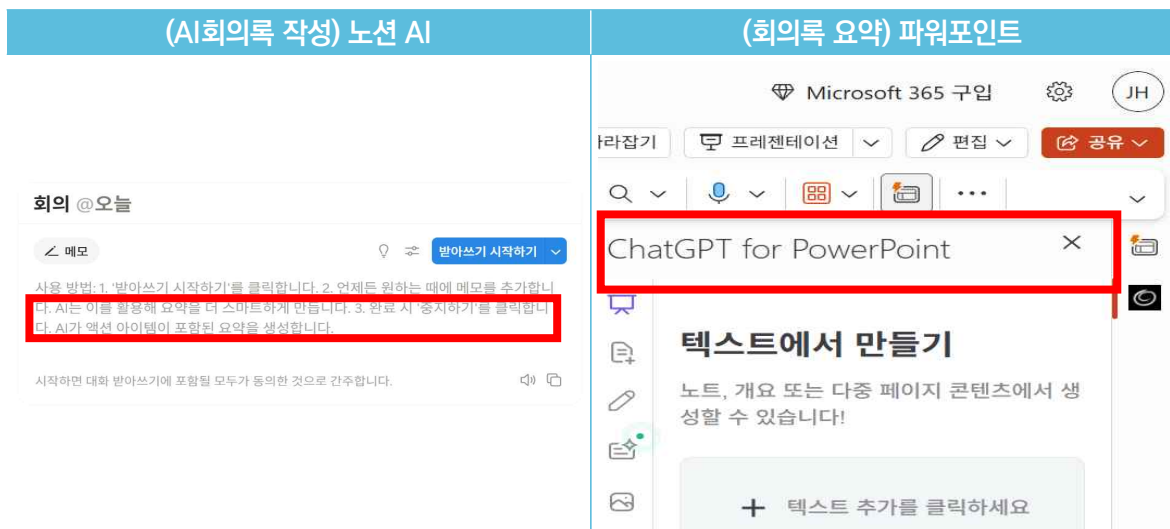 (AI회의록 작성) 노션 AI
(회의록 요약) 파워포인트
회의 @오늘
메모
받아쓰기 시작하기
사용 방법: 1. '받아쓰기 시작하기'를 클릭합니다. 2. 언제든 원하는 때에 메모를 추가합니
다. AI는 이를 활용해 요약을 더 스마트하게 만듭니다. 3. 완료 시 '중지하기'를 클릭합니
다. AI가 액션 아이템이 포함된 요약을 생성합니다.
시작하면 대화 받아쓰기에 포함될 모두가 동의한 것으로 간주합니다.
Microsoft 365 구입
JH
라잡기
프레젠테이션
편집
공유
ChatGPT for PowerPoint
텍스트에서 만들기
노트, 개요 또는 다중 페이지 콘텐츠에서 생
성할 수 있습니다!
+ 텍스트 추가를 클릭하세요